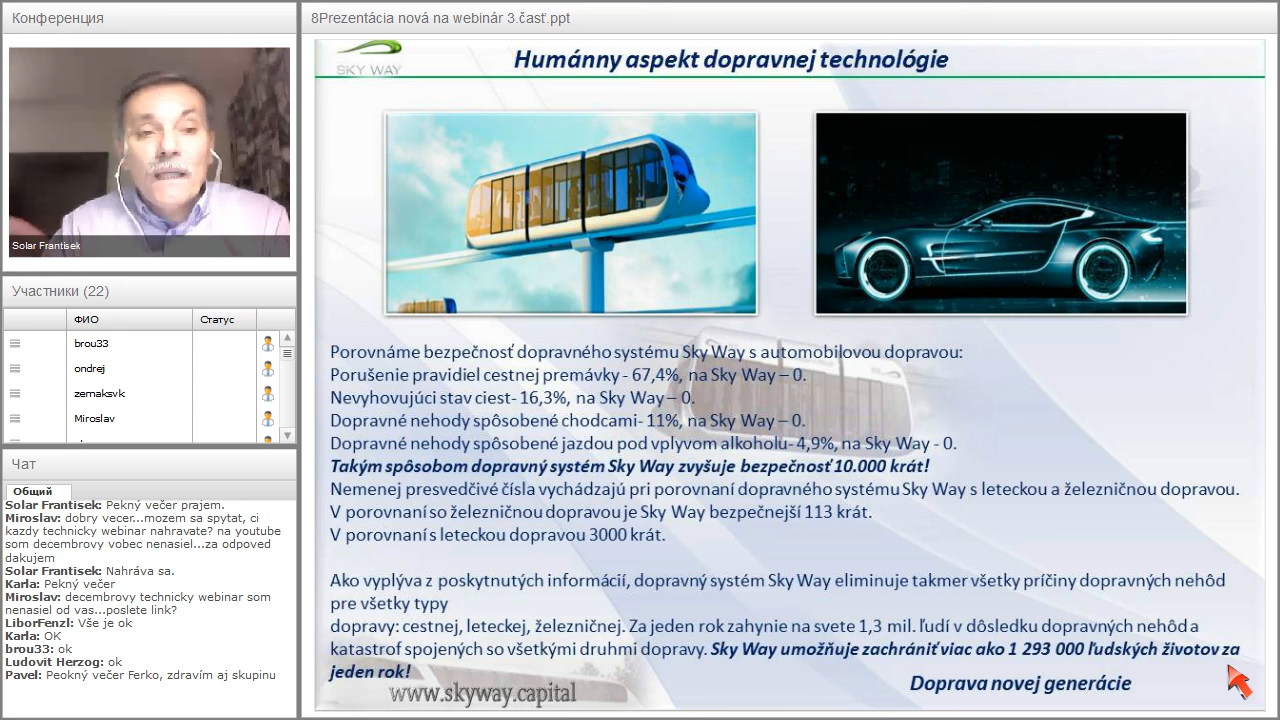 Конференция
Solar Frantisek
Участники (22)
ФИО
Статус
brou33
ondrej
zemaksvk
Miroslav
Чат
Общий
Solar Frantisek: Pekný večer prajem.
Miroslav: dobry vecer...mozem sa spytat, ci
kazdy technicky webinar nahravate? na youtube
som decembrovy vobec nenasiel...za odpoved
dakujem
Solar Frantisek: Nahráva sa.
Karla: Pekný večer
Miroslav: decembrovy technicky webinar som
nenasiel od vas...poslete link?
LiborFenzl: Vše je ok
Karla: OK
brou33: ok
Ludovit Herzog: ok
Pavel: Peokný večer Ferko, zdravím aj skupinu
8Prezentácia nová na webinár 3.časť.ppt
SKY WAY
Humánny aspekt dopravnej technológie
Porovnáme bezpečnosť dopravného systému Sky Way s automobilovou dopravou:
Porušenie pravidiel cestnej premávky - 67,4%, na Sky Way – 0.
Nevyhovujúci stav ciest- 16,3%, na Sky Way – 0.
Dopravné nehody spôsobené chodcami- 11%, na Sky Way – 0.
Dopravné nehody spôsobené jazdou pod vplyvom alkoholu- 4,9%, na Sky Way - 0.
Takým spôsobom dopravný systém Sky Way zvyšuje bezpečnosť 10.000 krát!
Nemenej presvedčivé čísla vychádzajú pri porovnaní dopravného systému Sky Way s leteckou a železničnou dopravou.
V porovnaní so železničnou dopravou je Sky Way bezpečnejší 113 krát.
V porovnaní s leteckou dopravou 3000 krát.
Ako vyplýva z poskytnutých informácií, dopravný systém Sky Way eliminuje takmer všetky príčiny dopravných nehôd
pre všetky typy
dopravy: cestnej, leteckej, železničnej. Za jeden rok zahynie na svete 1,3 mil. ľudí v dôsledku dopravných nehôd a
katastrof spojených so všetkými druhmi dopravy. Sky Way umožňuje zachrániť viac ako 1 293 000 ľudských životov za
jeden rok!
www.skyway.capital
Doprava novej generácie